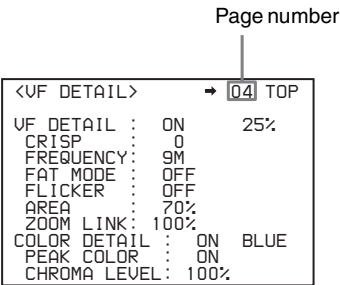 Page number
<VF DETAIL> → 04 TOP
VF DETAIL : ON 25%
CRISP : 0
FREQUENCY: 9M
FAT MODE : OFF
FLICKER : OFF
AREA : 70%
ZOOM LINK: 100%
COLOR DETAIL : ON BLUE
PEAK COLOR : ON
CHROMA LEVEL: 100%